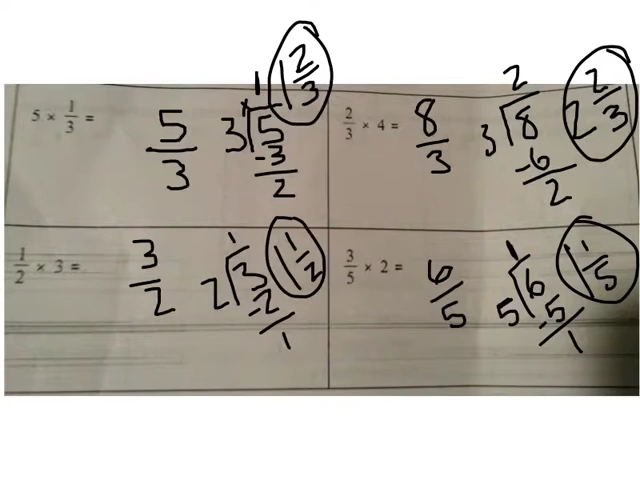 5 × 1/3 = 5/3 3)5 1 -3 2 1 2/3
2/3 × 4 = 8/3 3)8 2 -6 2 2 2/3
1/2 × 3 = 3/2 2)3 1 -2 1 1 1/2
3/5 × 2 = 6/5 5)6 1 -5 1 1 1/5